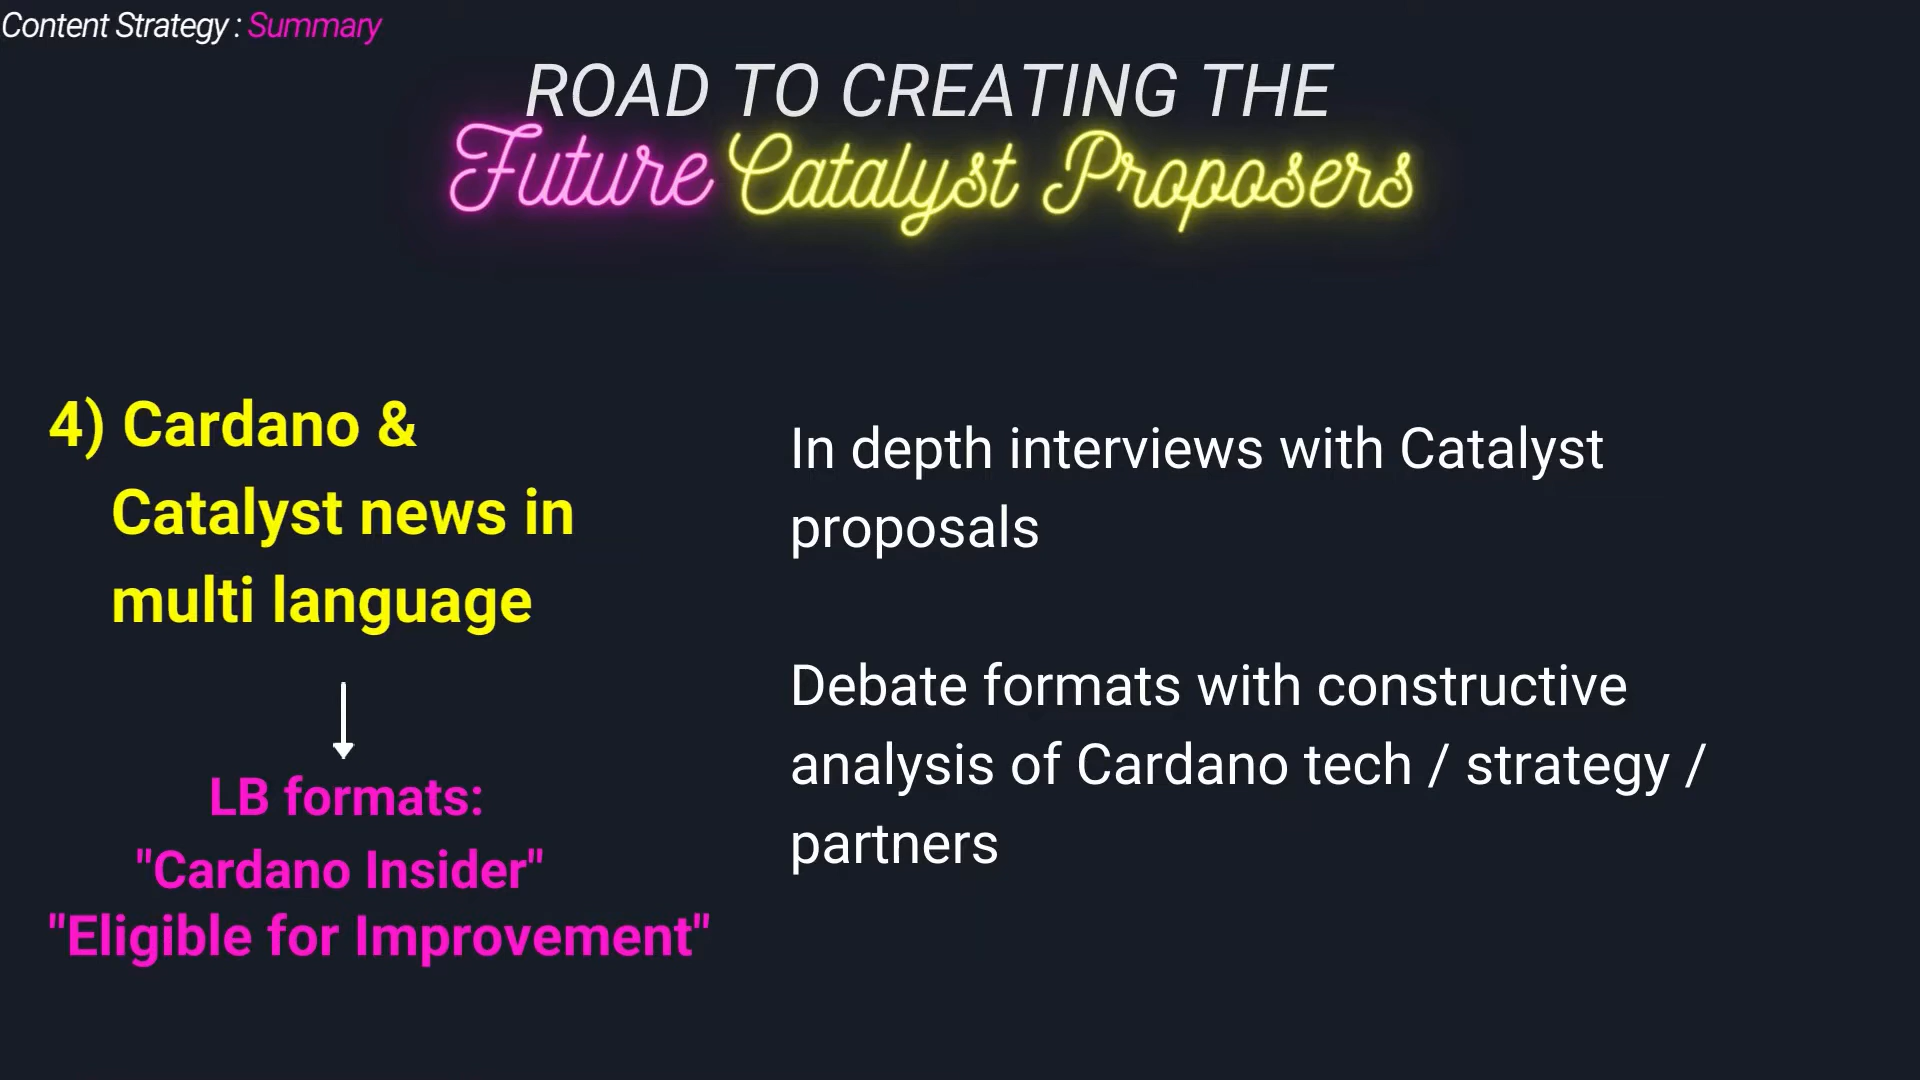 Content Strategy : Summary
ROAD TO CREATING THE
Future Catalyst Proposers
4) Cardano &
Catalyst news in
multi language
LB formats:
"Cardano Insider"
"Eligible for Improvement"
In depth interviews with Catalyst
proposals
Debate formats with constructive
analysis of Cardano tech / strategy /
partners